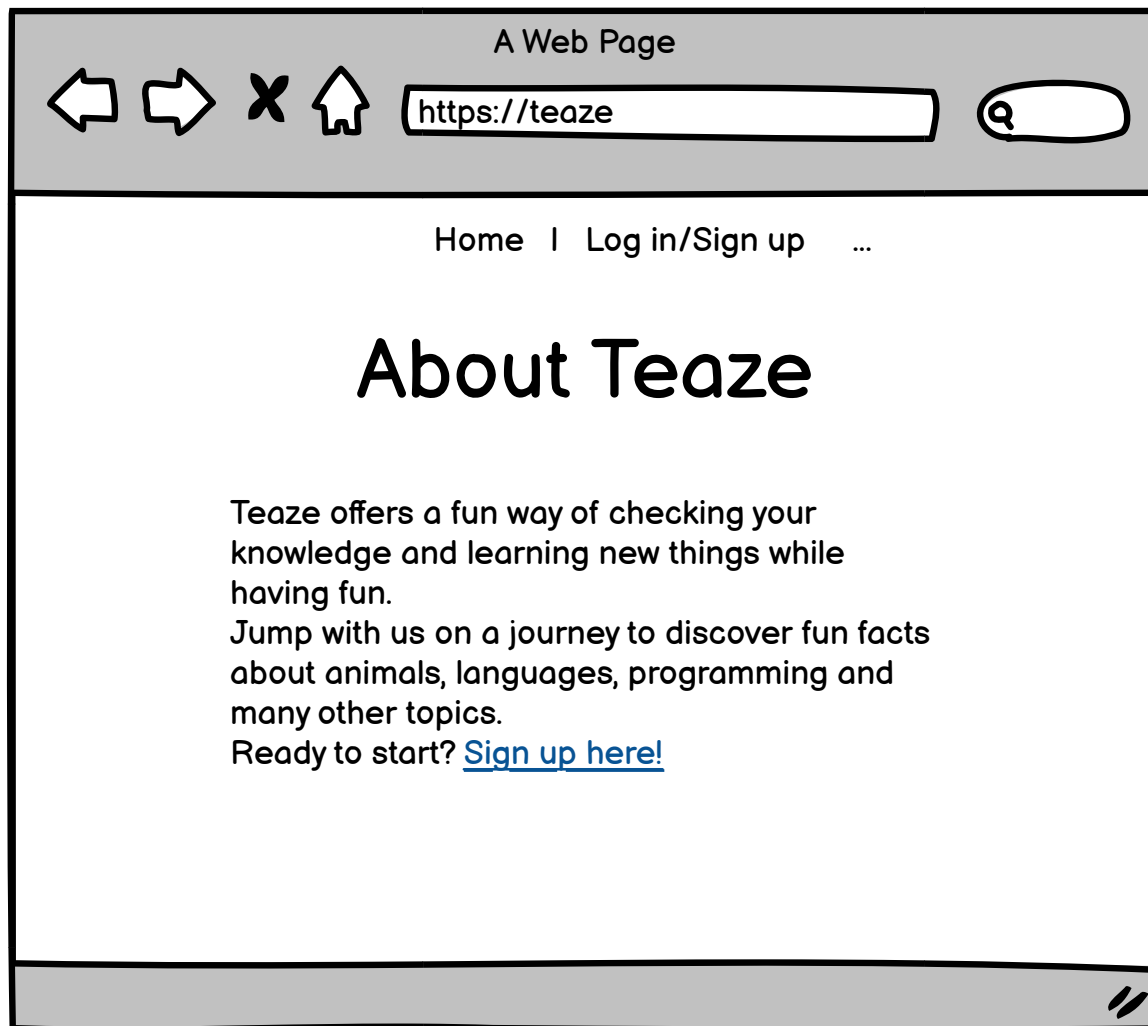 A Web Page
https://teaze
Home | Log in/Sign up ...
About Teaze
Teaze offers a fun way of checking your
knowledge and learning new things while
having fun.
Jump with us on a journey to discover fun facts
about animals, languages, programming and
many other topics.
Ready to start? Sign up here!